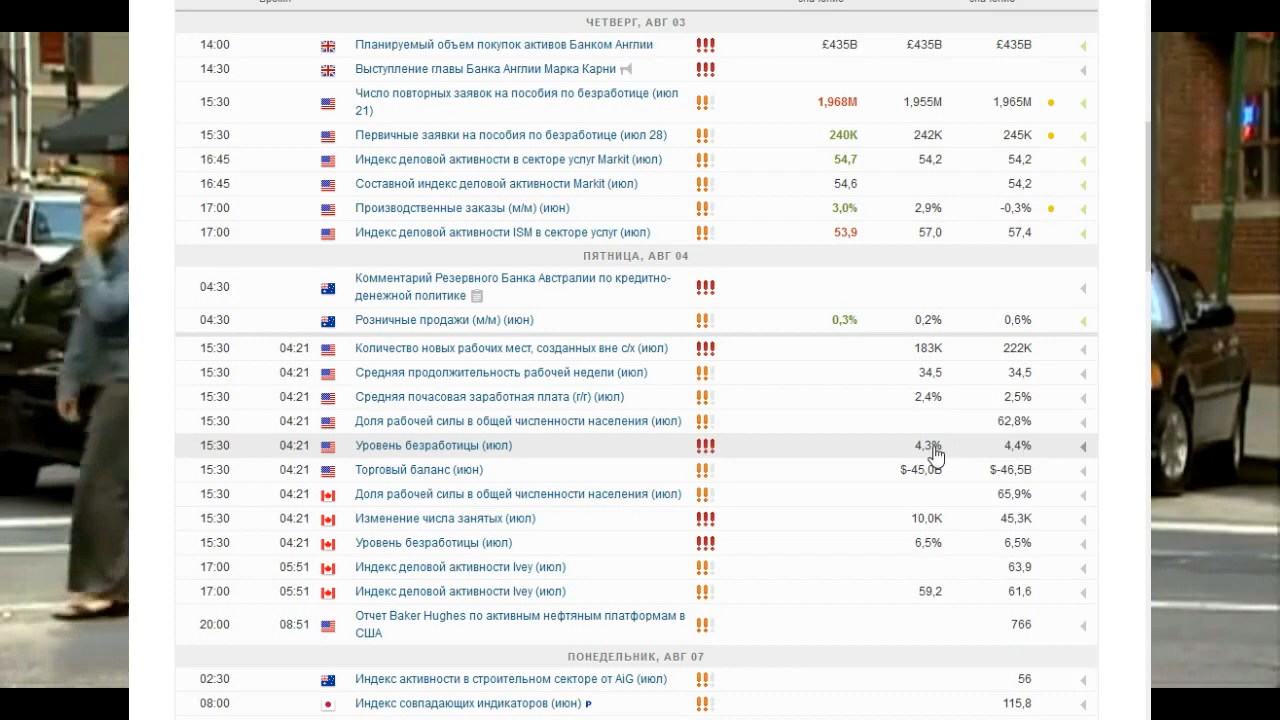 ЧЕТВЕРГ, АВГ 03
14:00 Планируемый объем покупок активов Банком Англии £435B £435B £435B
14:30 Выступление главы Банка Англии Марка Карни
15:30 Число повторных заявок на пособия по безработице (июл 21) 1,968M 1,955M 1,965M
15:30 Первичные заявки на пособия по безработице (июл 28) 240K 242K 245K
16:45 Индекс деловой активности в секторе услуг Markit (июл) 54,7 54,2 54,2
16:45 Составной индекс деловой активности Markit (июл) 54,6 54,2
17:00 Производственные заказы (м/м) (июн) 3,0% 2,9% -0,3%
17:00 Индекс деловой активности ISM в секторе услуг (июл) 53,9 57,0 57,4
ПЯТНИЦА, АВГ 04
04:30 Комментарий Резервного Банка Австралии по кредитно-
денежной политике
04:30 Розничные продажи (м/м) (июн) 0,3% 0,2% 0,6%
15:30 04:21 Количество новых рабочих мест, созданных вне с/х (июл) 183K 222K
15:30 04:21 Средняя продолжительность рабочей недели (июл) 34,5 34,5
15:30 04:21 Средняя почасовая заработная плата (г/г) (июл) 2,4% 2,5%
15:30 04:21 Доля рабочей силы в общей численности населения (июл) 62,8%
15:30 04:21 Уровень безработицы (июл) 4,3% 4,4%
15:30 04:21 Торговый баланс (июн) $-45,0B $-46,5B
15:30 04:21 Доля рабочей силы в общей численности населения (июл) 65,9%
15:30 04:21 Изменение числа занятых (июл) 10,0K 45,3K
15:30 04:21 Уровень безработицы (июл) 6,5% 6,5%
17:00 05:51 Индекс деловой активности Ivey (июл) 63,9
17:00 05:51 Индекс деловой активности Ivey (июл) 59,2 61,6
20:00 08:51 Отчет Baker Hughes по активным нефтяным платформам в
США 766
ПОНЕДЕЛЬНИК, АВГ 07
02:30 Индекс активности в строительном секторе от AiG (июл) 56
08:00 Индекс совпадающих индикаторов (июн) P 115,8